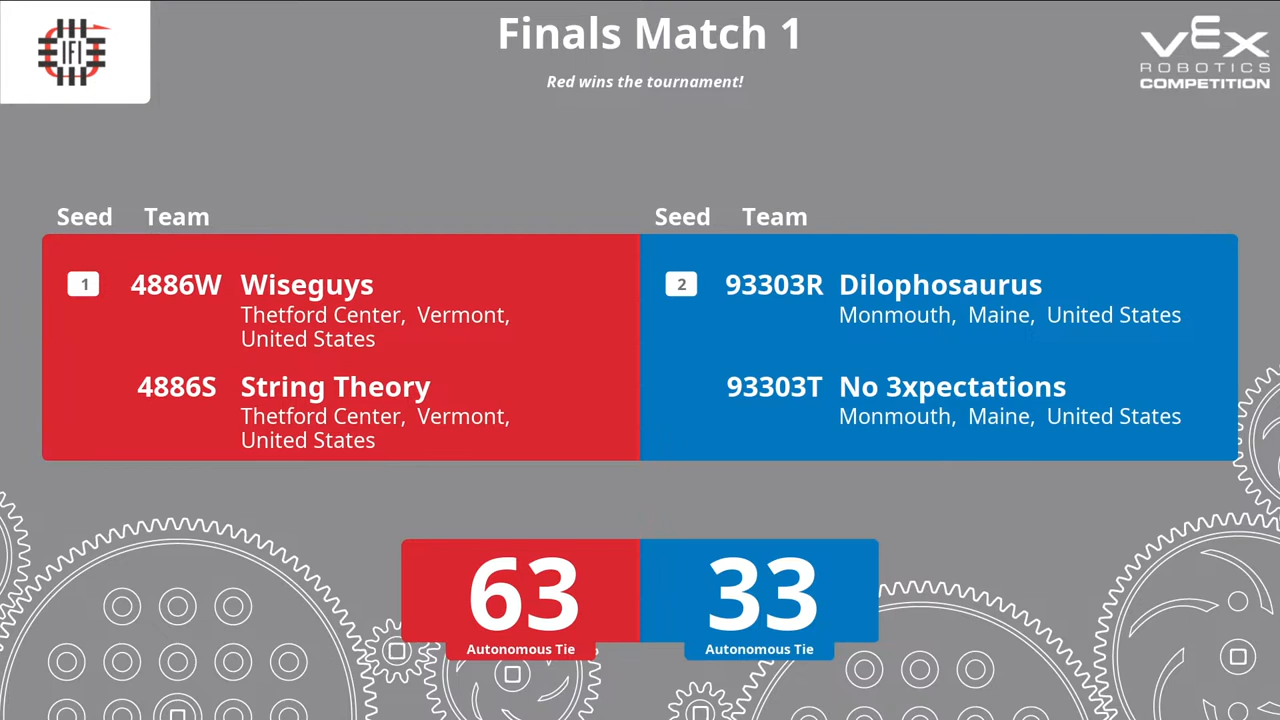 IFI
Finals Match 1
Red wins the tournament!
VEX
ROBOTICS
COMPETITION
Seed Team
1 4886W Wiseguys
Thetford Center, Vermont,
United States
4886S String Theory
Thetford Center, Vermont,
United States
Seed Team
2 93303R Dilophosaurus
Monmouth, Maine, United States
93303T No 3xpectations
Monmouth, Maine, United States
63
Autonomous Tie
33
Autonomous Tie